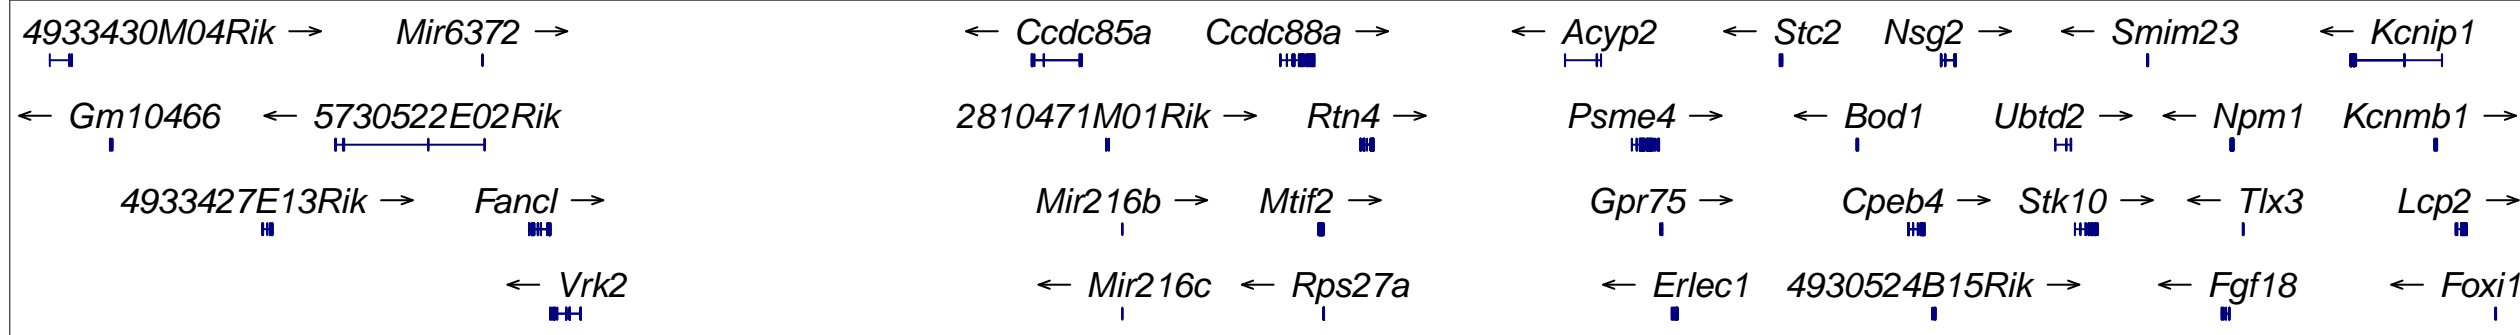 4933430M04Rik → Mir6372 → ← Ccdc85a Ccdc88a → ← Acyp2 ← Stc2 Nsg2 → ← Smim23 ← Kcnip1
← Gm10466 ← 5730522E02Rik 2810471M01Rik → Rtn4 → Psme4 → ← Bod1 Ubtd2 → ← Npm1 Kcnmb1 →
4933427E13Rik → Fancl → Mir216b → Mtif2 → Gpr75 → Cpeb4 → Stk10 → ← Tlx3 Lcp2 →
← Vrk2 ← Mir216c ← Rps27a ← Erlec1 4930524B15Rik → ← Fgf18 ← Foxi1